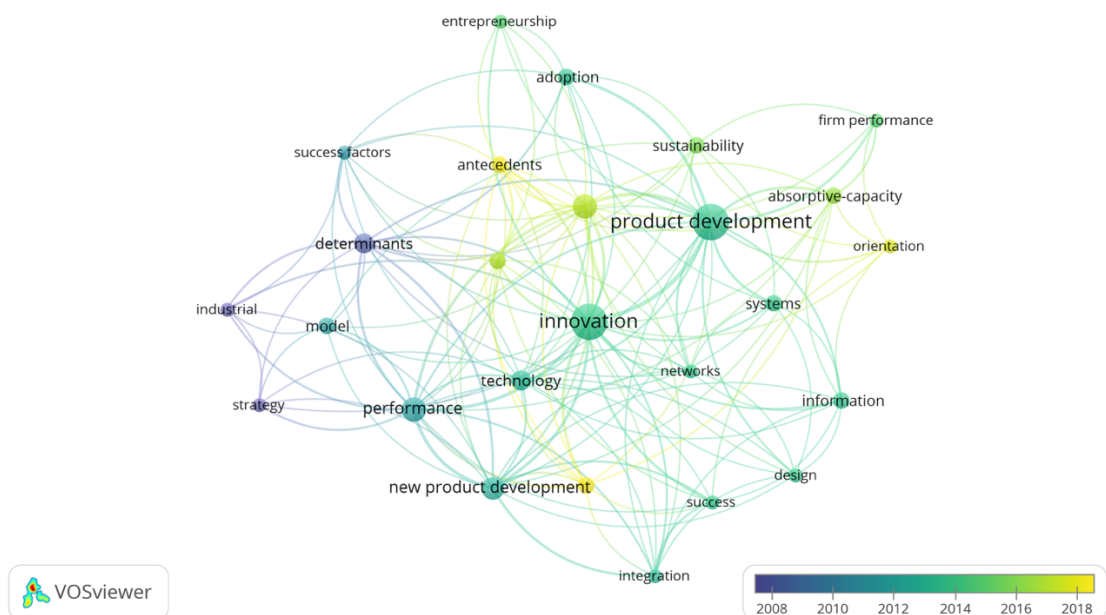 entrepreneurship
adoption
firm performance
success factors
antecedents
sustainability
absorptive-capacity
product development
determinants
orientation
industrial
model
innovation
systems
technology
networks
strategy
performance
information
new product development
design
success
integration
VOSviewer
2008 2010 2012 2014 2016 2018